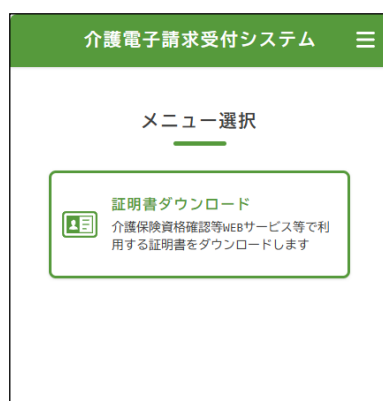 介護電子請求受付システム
メニュー選択
証明書ダウンロード
介護保険資格確認等WEBサービス等で利
用する証明書をダウンロードします